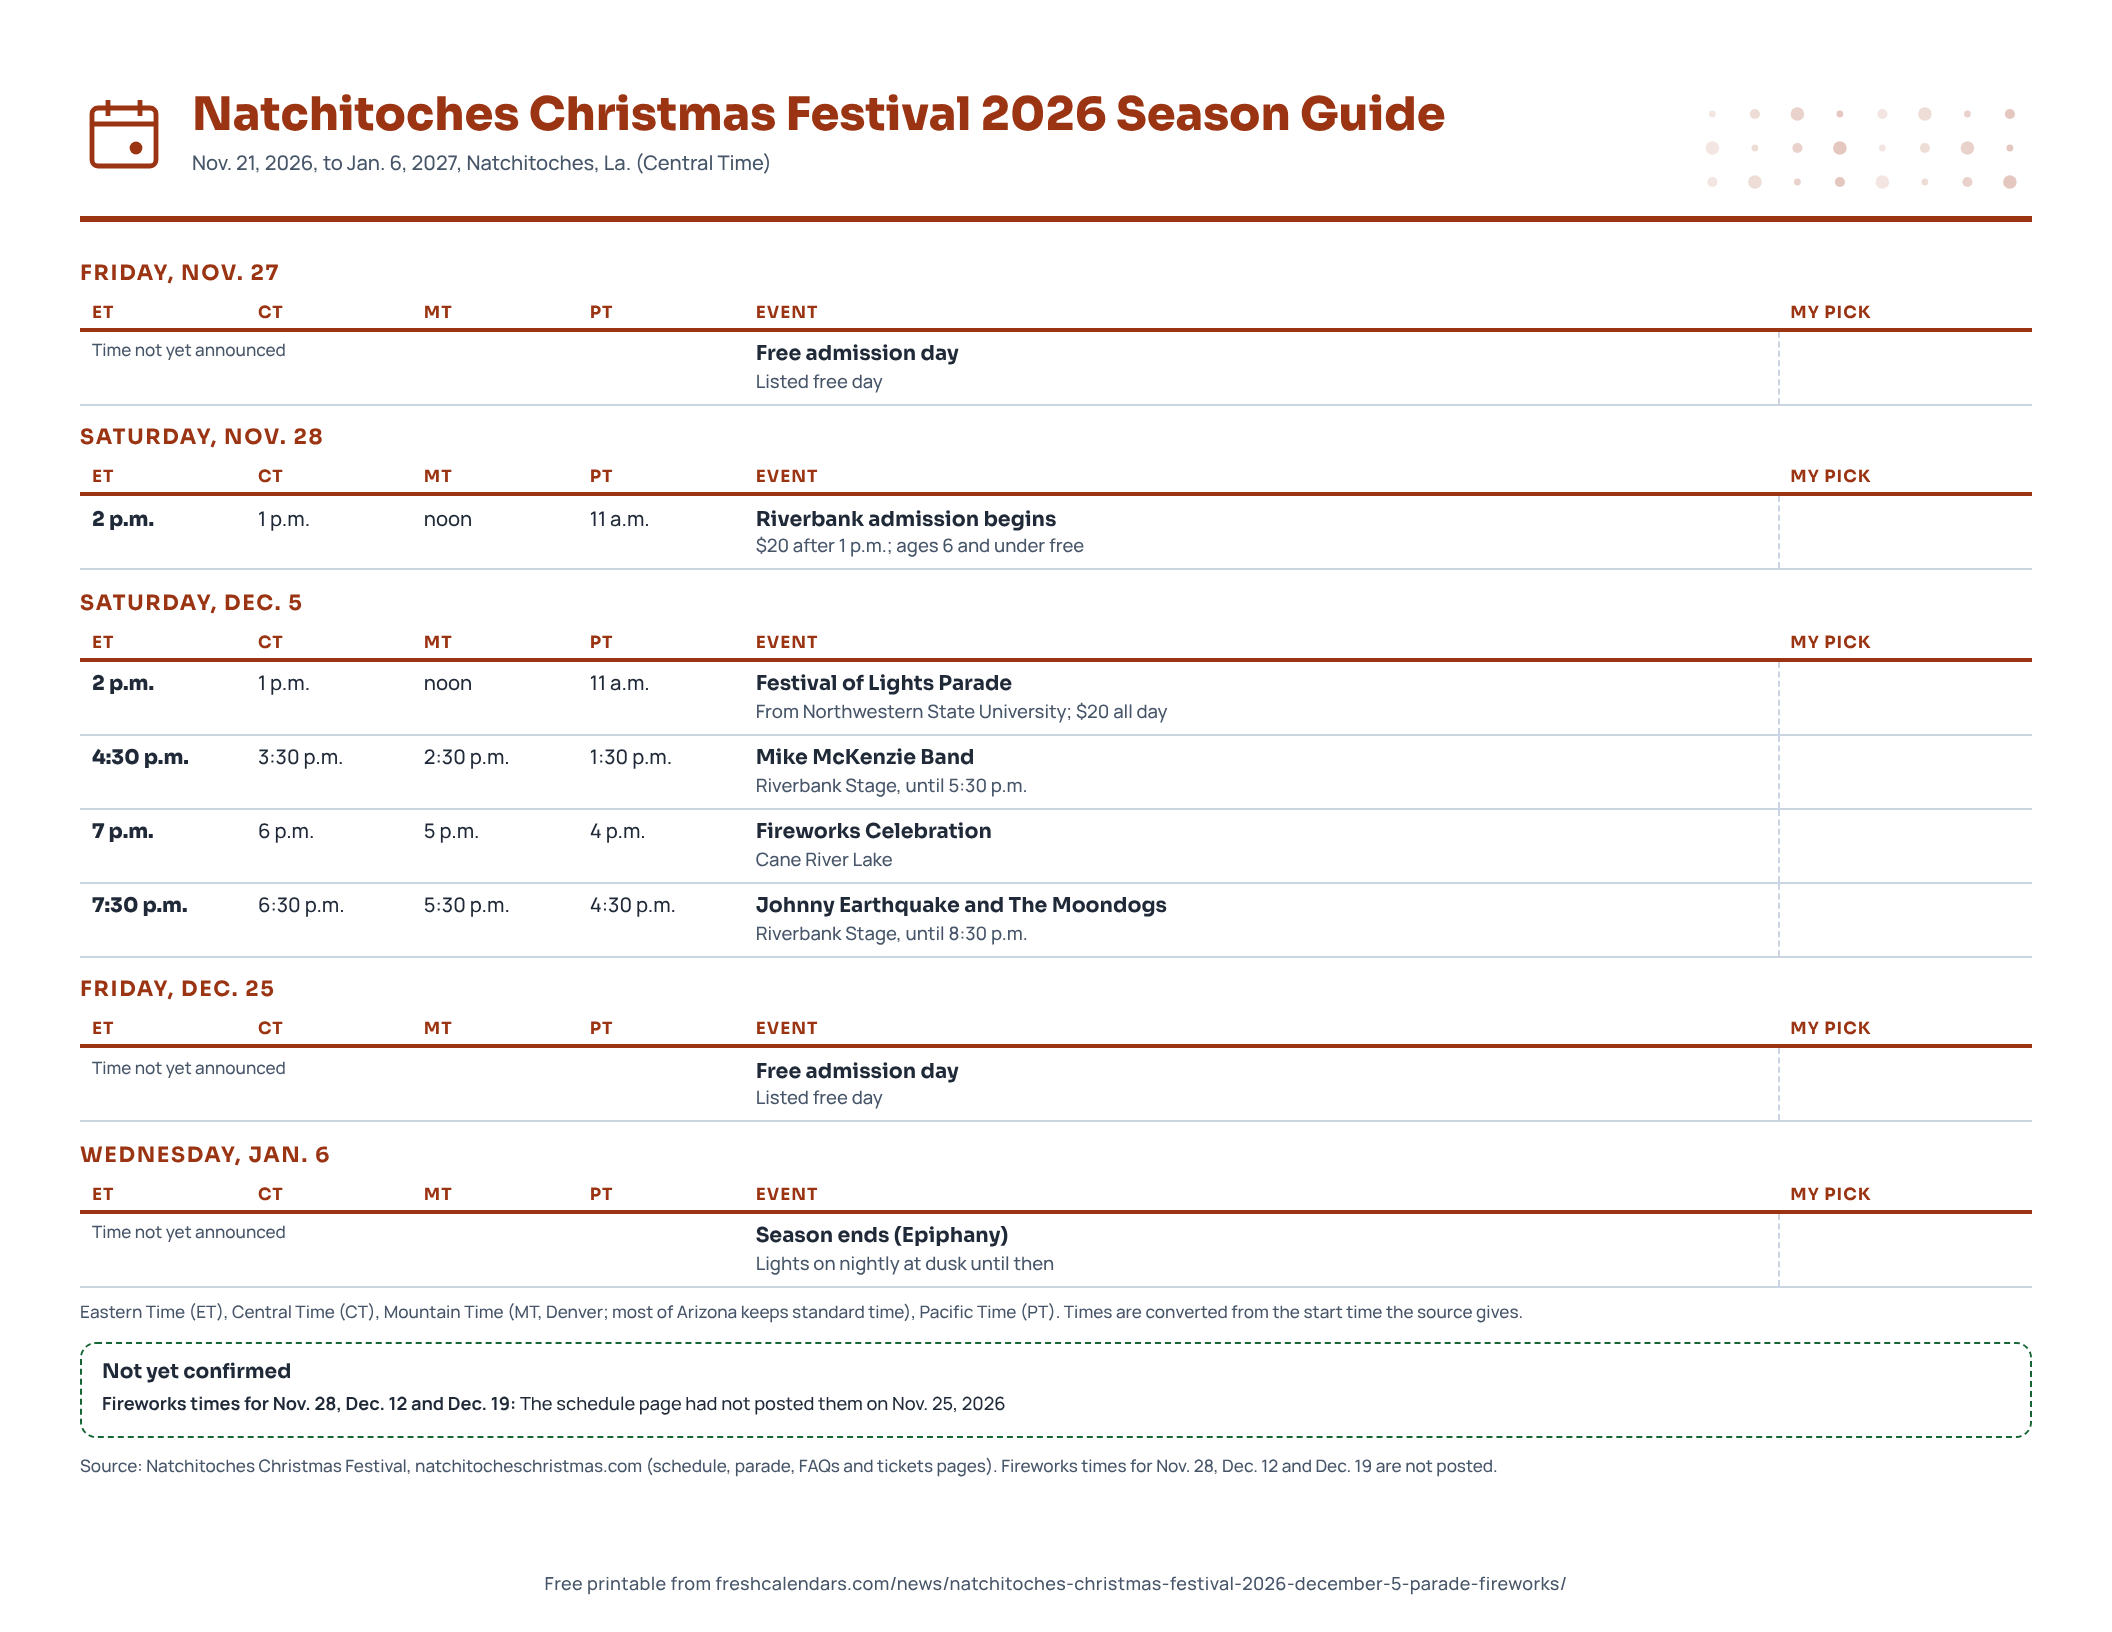 Natchitoches Christmas Festival 2026 Season Guide
Nov. 21, 2026, to Jan. 6, 2027, Natchitoches, La. (Central Time)
FRIDAY, NOV. 27
ET CT MT PT EVENT MY PICK
Time not yet announced Free admission day
Listed free day
SATURDAY, NOV. 28
ET CT MT PT EVENT MY PICK
2 p.m. 1 p.m. noon 11 a.m. Riverbank admission begins
$20 after 1 p.m.; ages 6 and under free
SATURDAY, DEC. 5
ET CT MT PT EVENT MY PICK
2 p.m. 1 p.m. noon 11 a.m. Festival of Lights Parade
From Northwestern State University; $20 all day
4:30 p.m. 3:30 p.m. 2:30 p.m. 1:30 p.m. Mike McKenzie Band
Riverbank Stage, until 5:30 p.m.
7 p.m. 6 p.m. 5 p.m. 4 p.m. Fireworks Celebration
Cane River Lake
7:30 p.m. 6:30 p.m. 5:30 p.m. 4:30 p.m. Johnny Earthquake and The Moondogs
Riverbank Stage, until 8:30 p.m.
FRIDAY, DEC. 25
ET CT MT PT EVENT MY PICK
Time not yet announced Free admission day
Listed free day
WEDNESDAY, JAN. 6
ET CT MT PT EVENT MY PICK
Time not yet announced Season ends (Epiphany)
Lights on nightly at dusk until then
Eastern Time (ET), Central Time (CT), Mountain Time (MT, Denver; most of Arizona keeps standard time), Pacific Time (PT). Times are converted from the start time the source gives.
Not yet confirmed
Fireworks times for Nov. 28, Dec. 12 and Dec. 19: The schedule page had not posted them on Nov. 25, 2026
Source: Natchitoches Christmas Festival, natchitocheschristmas.com (schedule, parade, FAQs and tickets pages). Fireworks times for Nov. 28, Dec. 12 and Dec. 19 are not posted.
Free printable from freshcalendars.com/news/natchitoches-christmas-festival-2026-december-5-parade-fireworks/